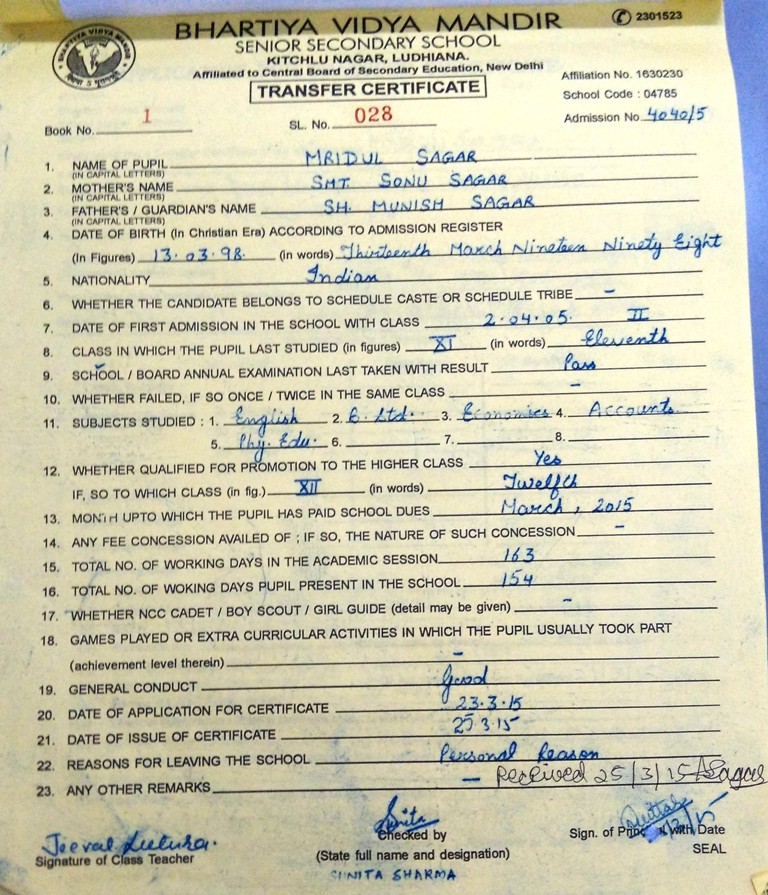 BHARTIYA VIDYA MANDIR
✆ 2301523
SENIOR SECONDARY SCHOOL
KITCHLU NAGAR, LUDHIANA.
Affiliated to Central Board of Secondary Education, New Delhi
TRANSFER CERTIFICATE
Affiliation No. 1630230
School Code : 04785
Admission No 4040/5
Book No. 1 SL. No. 028
1. NAME OF PUPIL MRIDUL SAGAR
(IN CAPITAL LETTERS)
2. MOTHER'S NAME SMT. SONU SAGAR
(IN CAPITAL LETTERS)
3. FATHER'S / GUARDIAN'S NAME SH. MUNISH SAGAR
(IN CAPITAL LETTERS)
4. DATE OF BIRTH (In Christian Era) ACCORDING TO ADMISSION REGISTER
(In Figures) 13.03.98. (in words) Thirteenth March Nineteen Ninety Eight
5. NATIONALITY Indian
6. WHETHER THE CANDIDATE BELONGS TO SCHEDULE CASTE OR SCHEDULE TRIBE –
7. DATE OF FIRST ADMISSION IN THE SCHOOL WITH CLASS 2.04.05. II
8. CLASS IN WHICH THE PUPIL LAST STUDIED (in figures) XI (in words) Eleventh
9. SCHOOL / BOARD ANNUAL EXAMINATION LAST TAKEN WITH RESULT Pass
10. WHETHER FAILED, IF SO ONCE / TWICE IN THE SAME CLASS –
11. SUBJECTS STUDIED : 1. English 2. B. Std. 3. Economics 4. Accounts
5. Phy. Edu. 6. 7. 8.
12. WHETHER QUALIFIED FOR PROMOTION TO THE HIGHER CLASS Yes
IF, SO TO WHICH CLASS (in fig.) XII (in words) Twelfth
13. MONTH UPTO WHICH THE PUPIL HAS PAID SCHOOL DUES March, 2015
14. ANY FEE CONCESSION AVAILED OF ; IF SO, THE NATURE OF SUCH CONCESSION –
15. TOTAL NO. OF WORKING DAYS IN THE ACADEMIC SESSION 163
16. TOTAL NO. OF WOKING DAYS PUPIL PRESENT IN THE SCHOOL 154
17. WHETHER NCC CADET / BOY SCOUT / GIRL GUIDE (detail may be given) –
18. GAMES PLAYED OR EXTRA CURRICULAR ACTIVITIES IN WHICH THE PUPIL USUALLY TOOK PART
(achievement level therein) –
19. GENERAL CONDUCT Good
20. DATE OF APPLICATION FOR CERTIFICATE 23.3.15
21. DATE OF ISSUE OF CERTIFICATE 25.3.15
22. REASONS FOR LEAVING THE SCHOOL Personal Reason
23. ANY OTHER REMARKS – Received 25/3/15 Sagar
Sunita
Signature of Class Teacher
Checked by
(State full name and designation)
SUNITA SHARMA
Sign. of with Date
SEAL